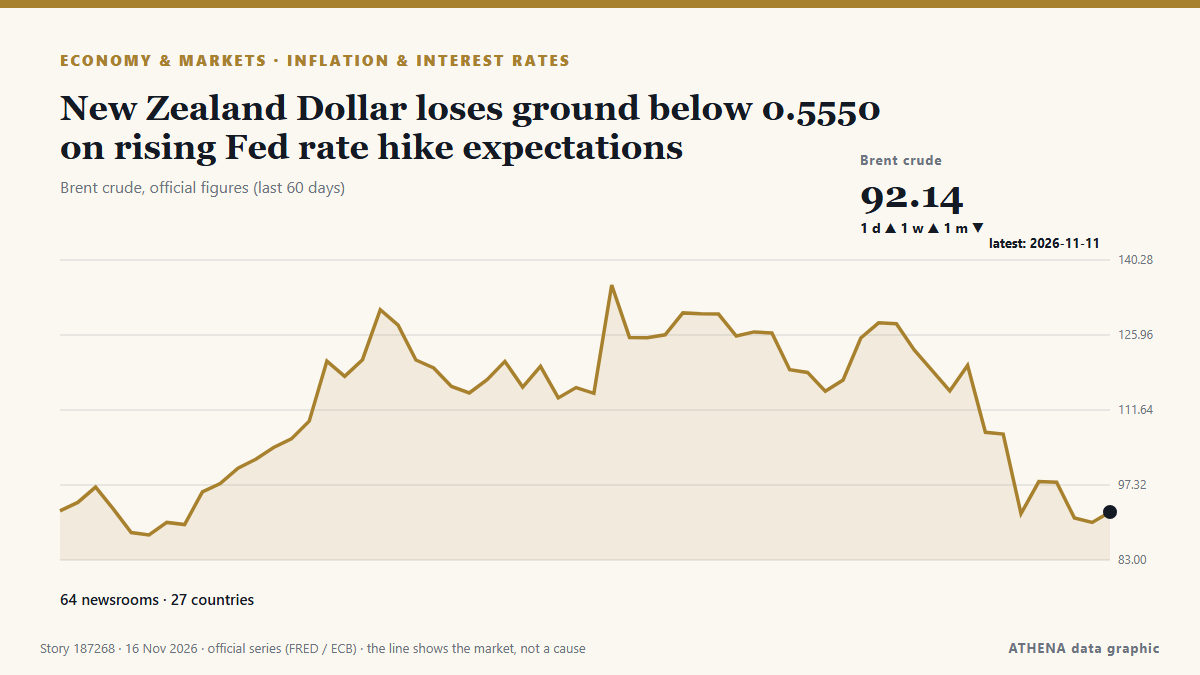 ECONOMY & MARKETS · INFLATION & INTEREST RATES
New Zealand Dollar loses ground below 0.5550
on rising Fed rate hike expectations
Brent crude, official figures (last 60 days)
Brent crude
92.14
1 d ▲ 1 w ▲ 1 m ▼
latest: 2026-11-11
140.28
125.96
111.64
97.32
83.00
64 newsrooms · 27 countries
Story 187268 · 16 Nov 2026 · official series (FRED / ECB) · the line shows the market, not a cause
ATHENA data graphic